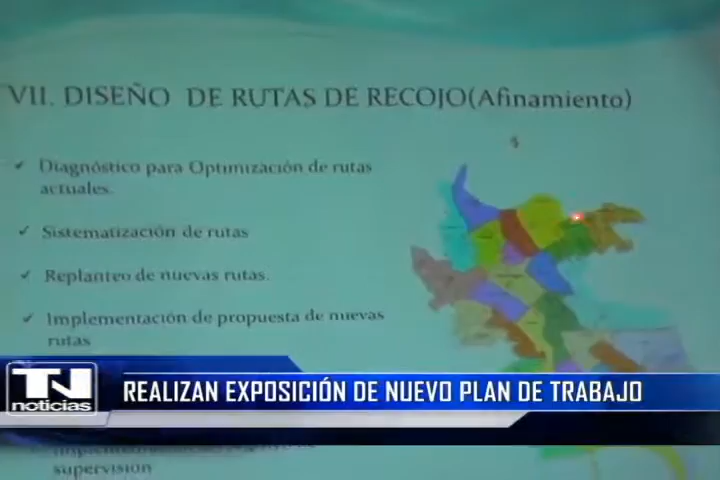 VII. DISEÑO DE RUTAS DE RECOJO(Afinamiento)
✓ Diagnóstico para Optimización de rutas
actuales.
✓ Sistematización de rutas
✓ Replanteo de nuevas rutas.
✓ Implementación de propuesta de nuevas
rutas
TN
noticias
REALIZAN EXPOSICIÓN DE NUEVO PLAN DE TRABAJO
supervisión